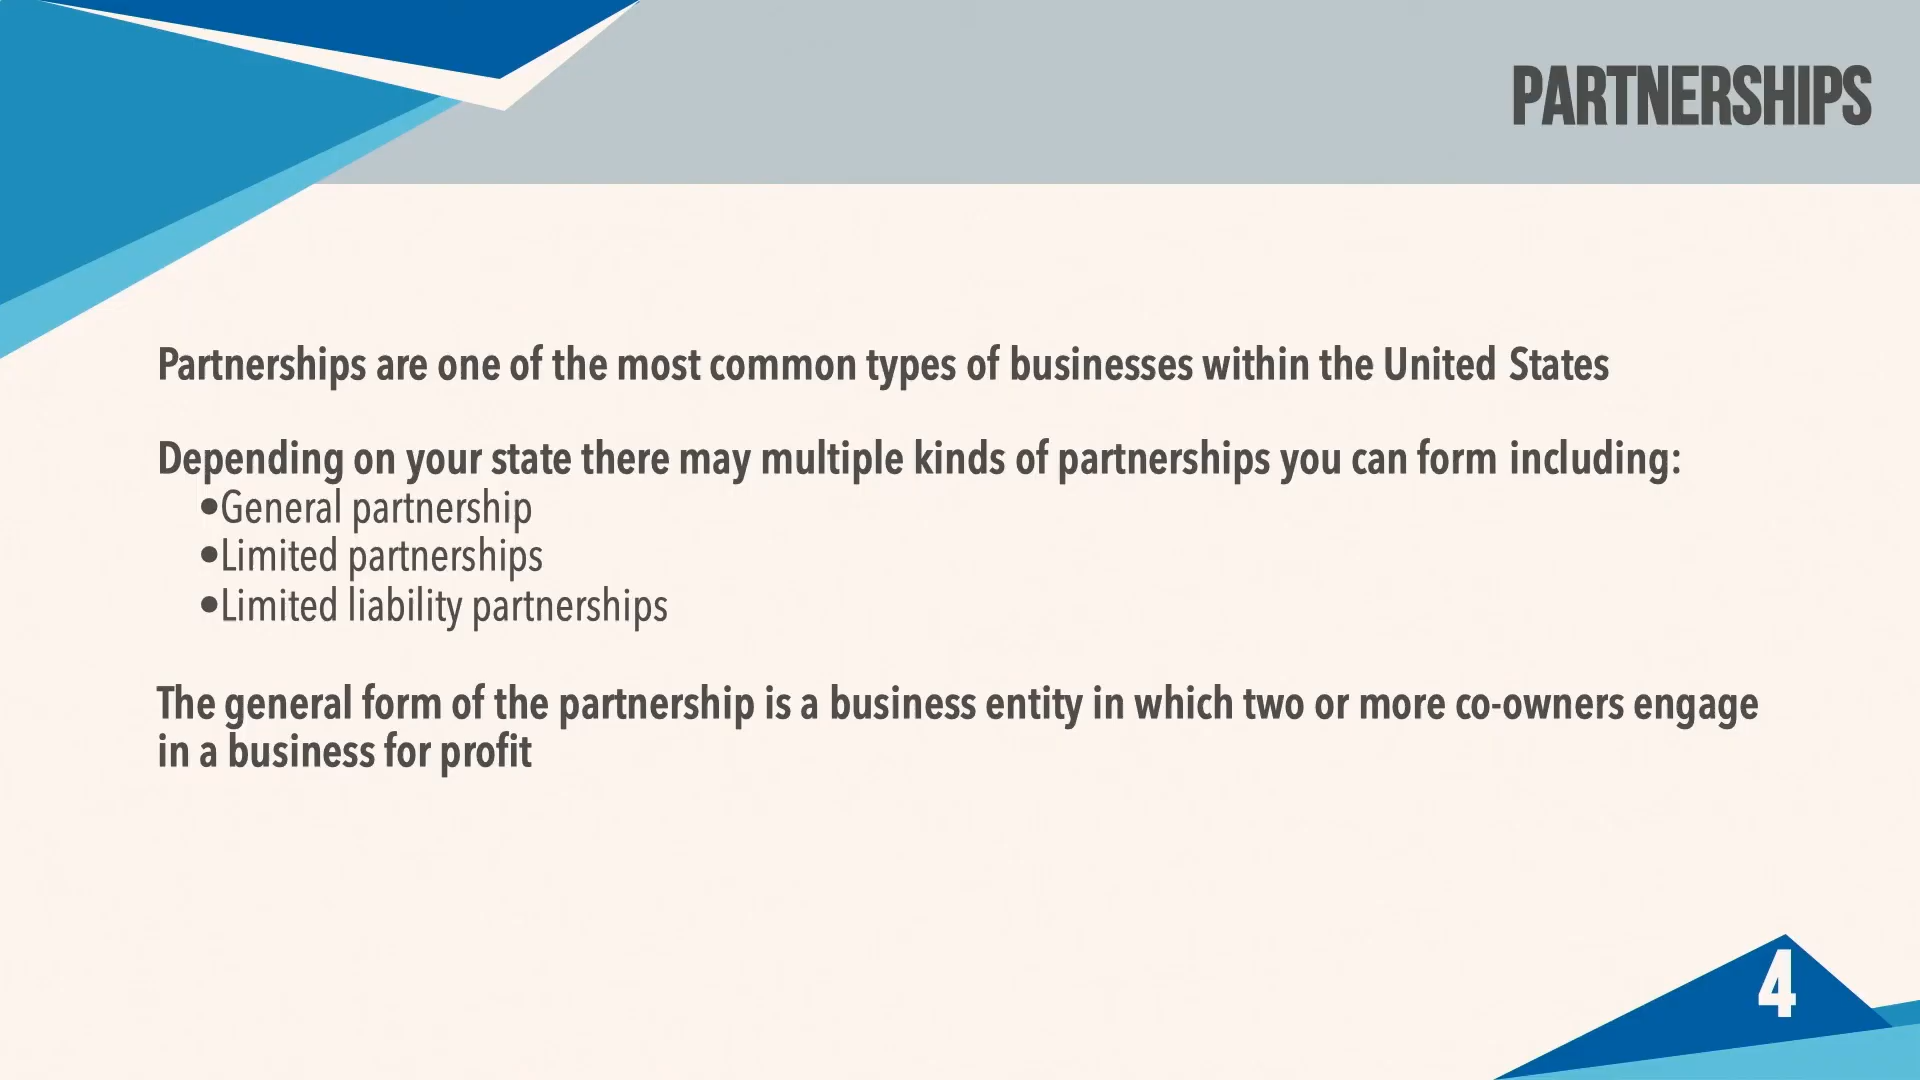 PARTNERSHIPS
Partnerships are one of the most common types of businesses within the United States
Depending on your state there may multiple kinds of partnerships you can form including:
•General partnership
•Limited partnerships
•Limited liability partnerships
The general form of the partnership is a business entity in which two or more co-owners engage
in a business for profit
4